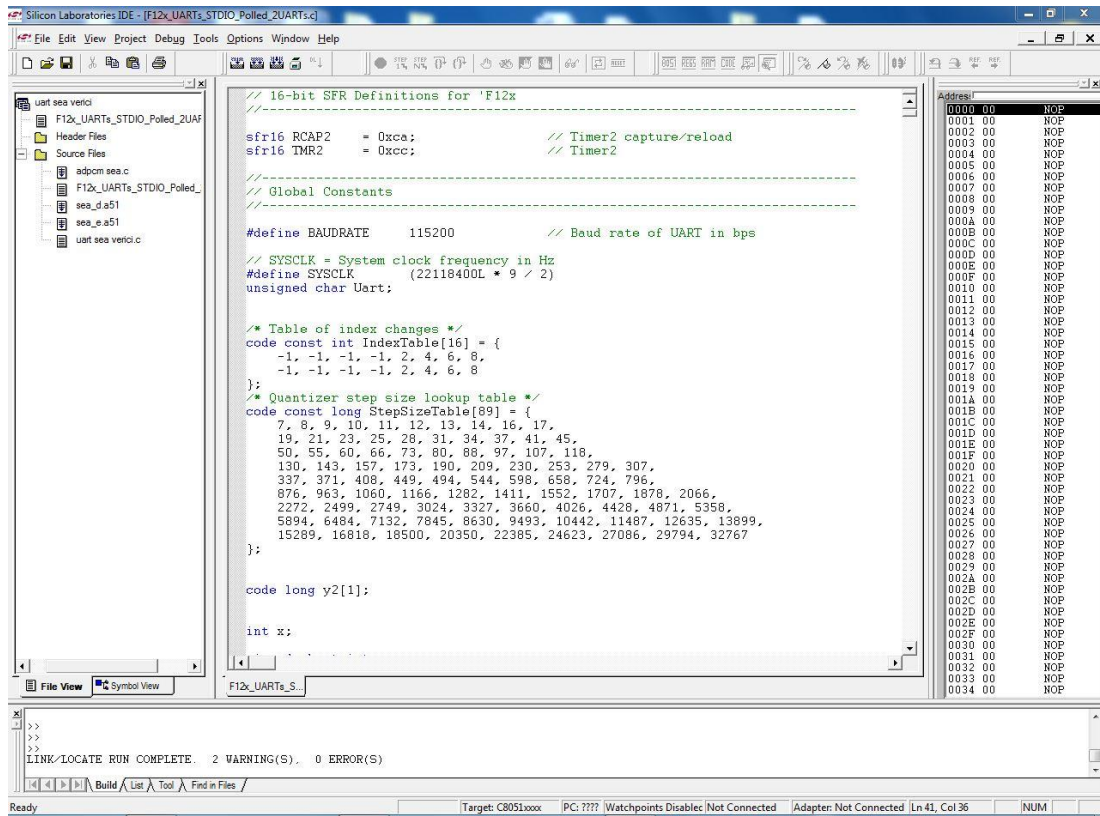 Silicon Laboratories IDE - [F12x_UARTs_STDIO_Polled_2UARTs.c]
File Edit View Project Debug Tools Options Window Help
uart sea verici
F12x_UARTs_STDIO_Polled_2UAF
Header Files
Source Files
adpcm sea.c
F12x_UARTs_STDIO_Polled_:
sea_d.a51
sea_e.a51
uart sea verici.c
File View
Symbol View
// 16-bit SFR Definitions for 'F12x
//-----------------------------------------------------------------------------
sfr16 RCAP2    = 0xca;                   // Timer2 capture/reload
sfr16 TMR2     = 0xcc;                   // Timer2
//-----------------------------------------------------------------------------
// Global Constants
//-----------------------------------------------------------------------------
#define BAUDRATE     115200              // Baud rate of UART in bps
// SYSCLK = System clock frequency in Hz
#define SYSCLK       (22118400L * 9 / 2)
unsigned char Uart;
/* Table of index changes */
code const int IndexTable[16] = {
-1, -1, -1, -1, 2, 4, 6, 8,
-1, -1, -1, -1, 2, 4, 6, 8
};
/* Quantizer step size lookup table */
code const long StepSizeTable[89] = {
7, 8, 9, 10, 11, 12, 13, 14, 16, 17,
19, 21, 23, 25, 28, 31, 34, 37, 41, 45,
50, 55, 60, 66, 73, 80, 88, 97, 107, 118,
130, 143, 157, 173, 190, 209, 230, 253, 279, 307,
337, 371, 408, 449, 494, 544, 598, 658, 724, 796,
876, 963, 1060, 1166, 1282, 1411, 1552, 1707, 1878, 2066,
2272, 2499, 2749, 3024, 3327, 3660, 4026, 4428, 4871, 5358,
5894, 6484, 7132, 7845, 8630, 9493, 10442, 11487, 12635, 13899,
15289, 16818, 18500, 20350, 22385, 24623, 27086, 29794, 32767
};
code long y2[1];
int x;
F12x_UARTs_S...
Address
0000 00 NOP
0001 00 NOP
0002 00 NOP
0003 00 NOP
0004 00 NOP
0005 00 NOP
0006 00 NOP
0007 00 NOP
0008 00 NOP
0009 00 NOP
000A 00 NOP
000B 00 NOP
000C 00 NOP
000D 00 NOP
000E 00 NOP
000F 00 NOP
0010 00 NOP
0011 00 NOP
0012 00 NOP
0013 00 NOP
0014 00 NOP
0015 00 NOP
0016 00 NOP
0017 00 NOP
0018 00 NOP
0019 00 NOP
001A 00 NOP
001B 00 NOP
001C 00 NOP
001D 00 NOP
001E 00 NOP
001F 00 NOP
0020 00 NOP
0021 00 NOP
0022 00 NOP
0023 00 NOP
0024 00 NOP
0025 00 NOP
0026 00 NOP
0027 00 NOP
0028 00 NOP
0029 00 NOP
002A 00 NOP
002B 00 NOP
002C 00 NOP
002D 00 NOP
002E 00 NOP
002F 00 NOP
0030 00 NOP
0031 00 NOP
0032 00 NOP
0033 00 NOP
0034 00 NOP
>>
>>
>>
LINK/LOCATE RUN COMPLETE.  2 WARNING(S),  0 ERROR(S)
Build List Tool Find in Files
Ready Target: C8051xxxx PC: ???? Watchpoints Disablec Not Connected Adapter: Not Connected Ln 41, Col 36 NUM